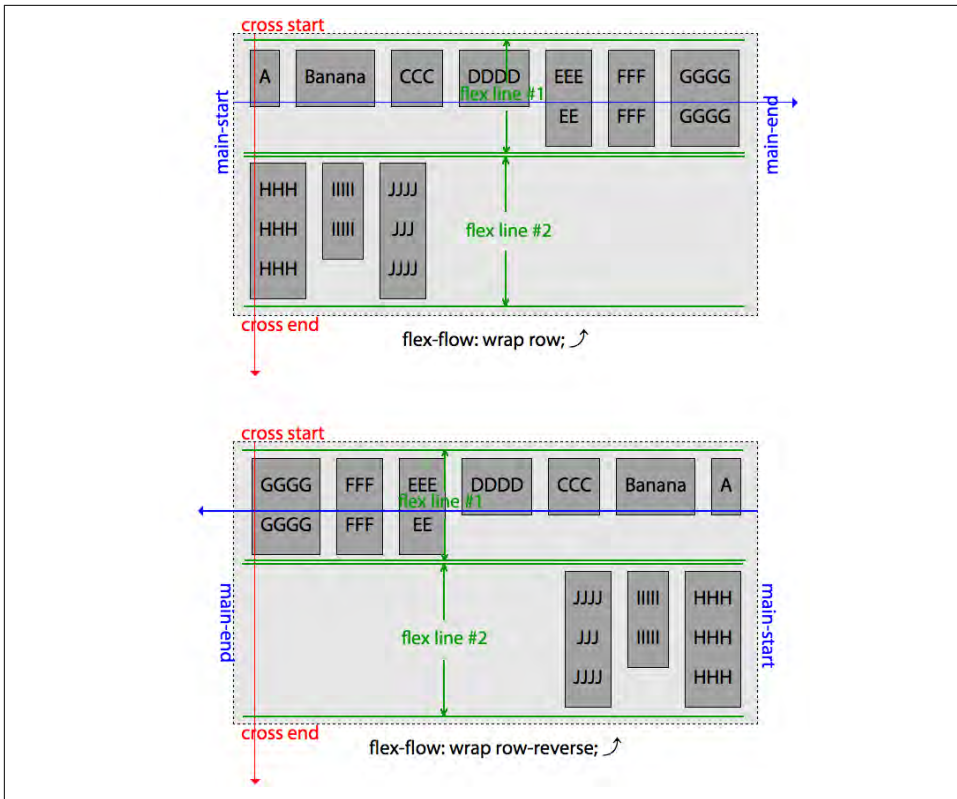 cross start
A Banana CCC DDDD EEE FFF GGGG
flex line #1
EE FFF GGGG
main-start
main-end
HHH IIIII JJJJ
HHH IIIII JJJ
flex line #2
HHH JJJJ
cross end
flex-flow: wrap row;
cross start
GGGG FFF EEE DDDD CCC Banana A
flex line #1
GGGG FFF EE
main-end
main-start
JJJJ IIIII HHH
JJJ IIIII HHH
flex line #2
JJJJ HHH
cross end
flex-flow: wrap row-reverse;